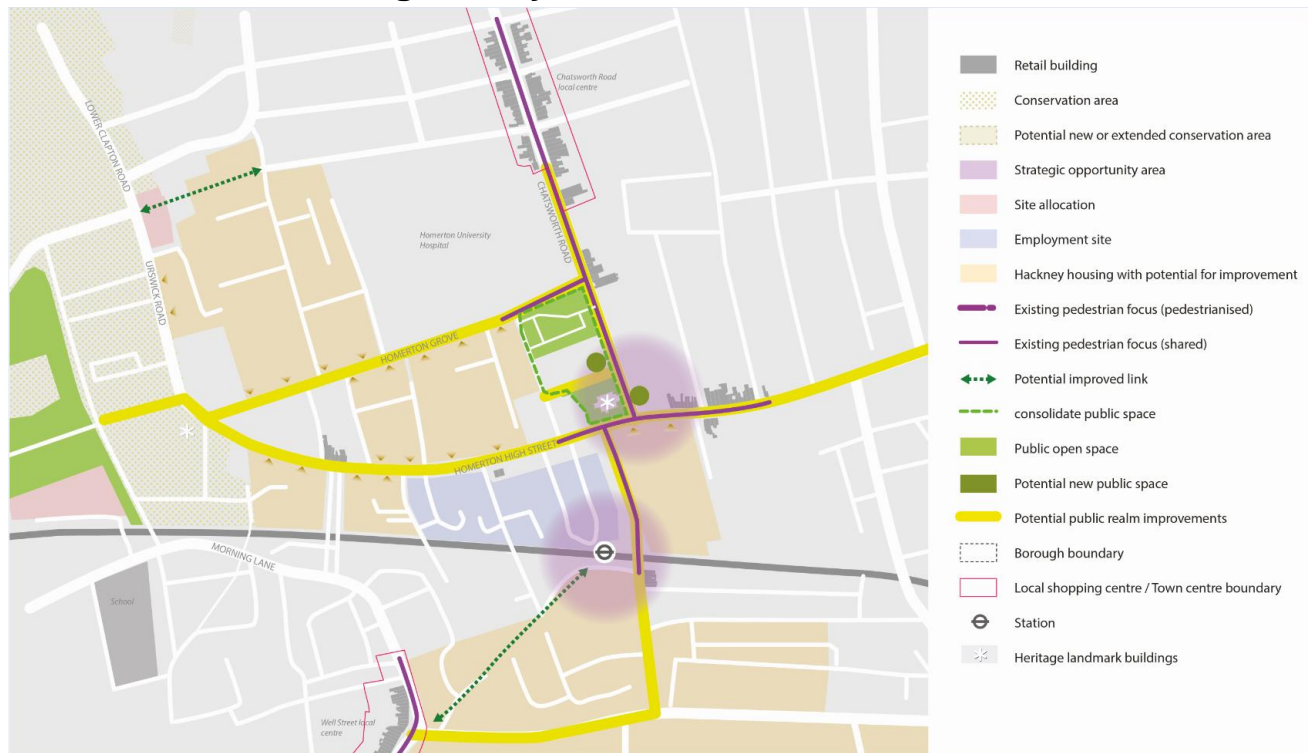 Chatsworth Road
local centre
LOWER CLAPTON ROAD
CHATSWORTH ROAD
Homerton University
Hospital
URSWICK ROAD
HOMERTON GROVE
HOMERTON HIGH STREET
MORNING LANE
School
Well Street local
centre
Retail building
Conservation area
Potential new or extended conservation area
Strategic opportunity area
Site allocation
Employment site
Hackney housing with potential for improvement
Existing pedestrian focus (pedestrianised)
Existing pedestrian focus (shared)
Potential improved link
consolidate public space
Public open space
Potential new public space
Potential public realm improvements
Borough boundary
Local shopping centre / Town centre boundary
Station
Heritage landmark buildings